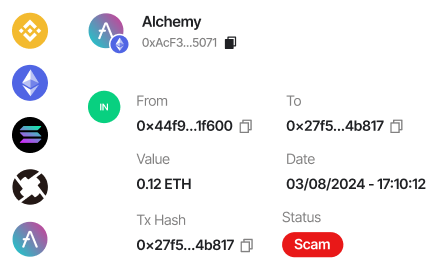 Alchemy
0xAcF3...5071
IN
From
To
0x44f9...1f600
0x27f5...4b817
Value
Date
0.12 ETH
03/08/2024 - 17:10:12
Tx Hash
Status
0x27f5...4b817
Scam